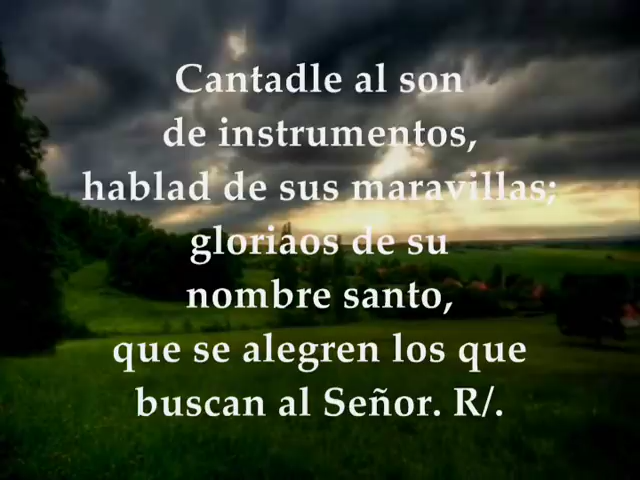 Cantadle al son
de instrumentos,
hablad de sus maravillas;
gloriaos de su
nombre santo,
que se alegren los que
buscan al Señor. R/.